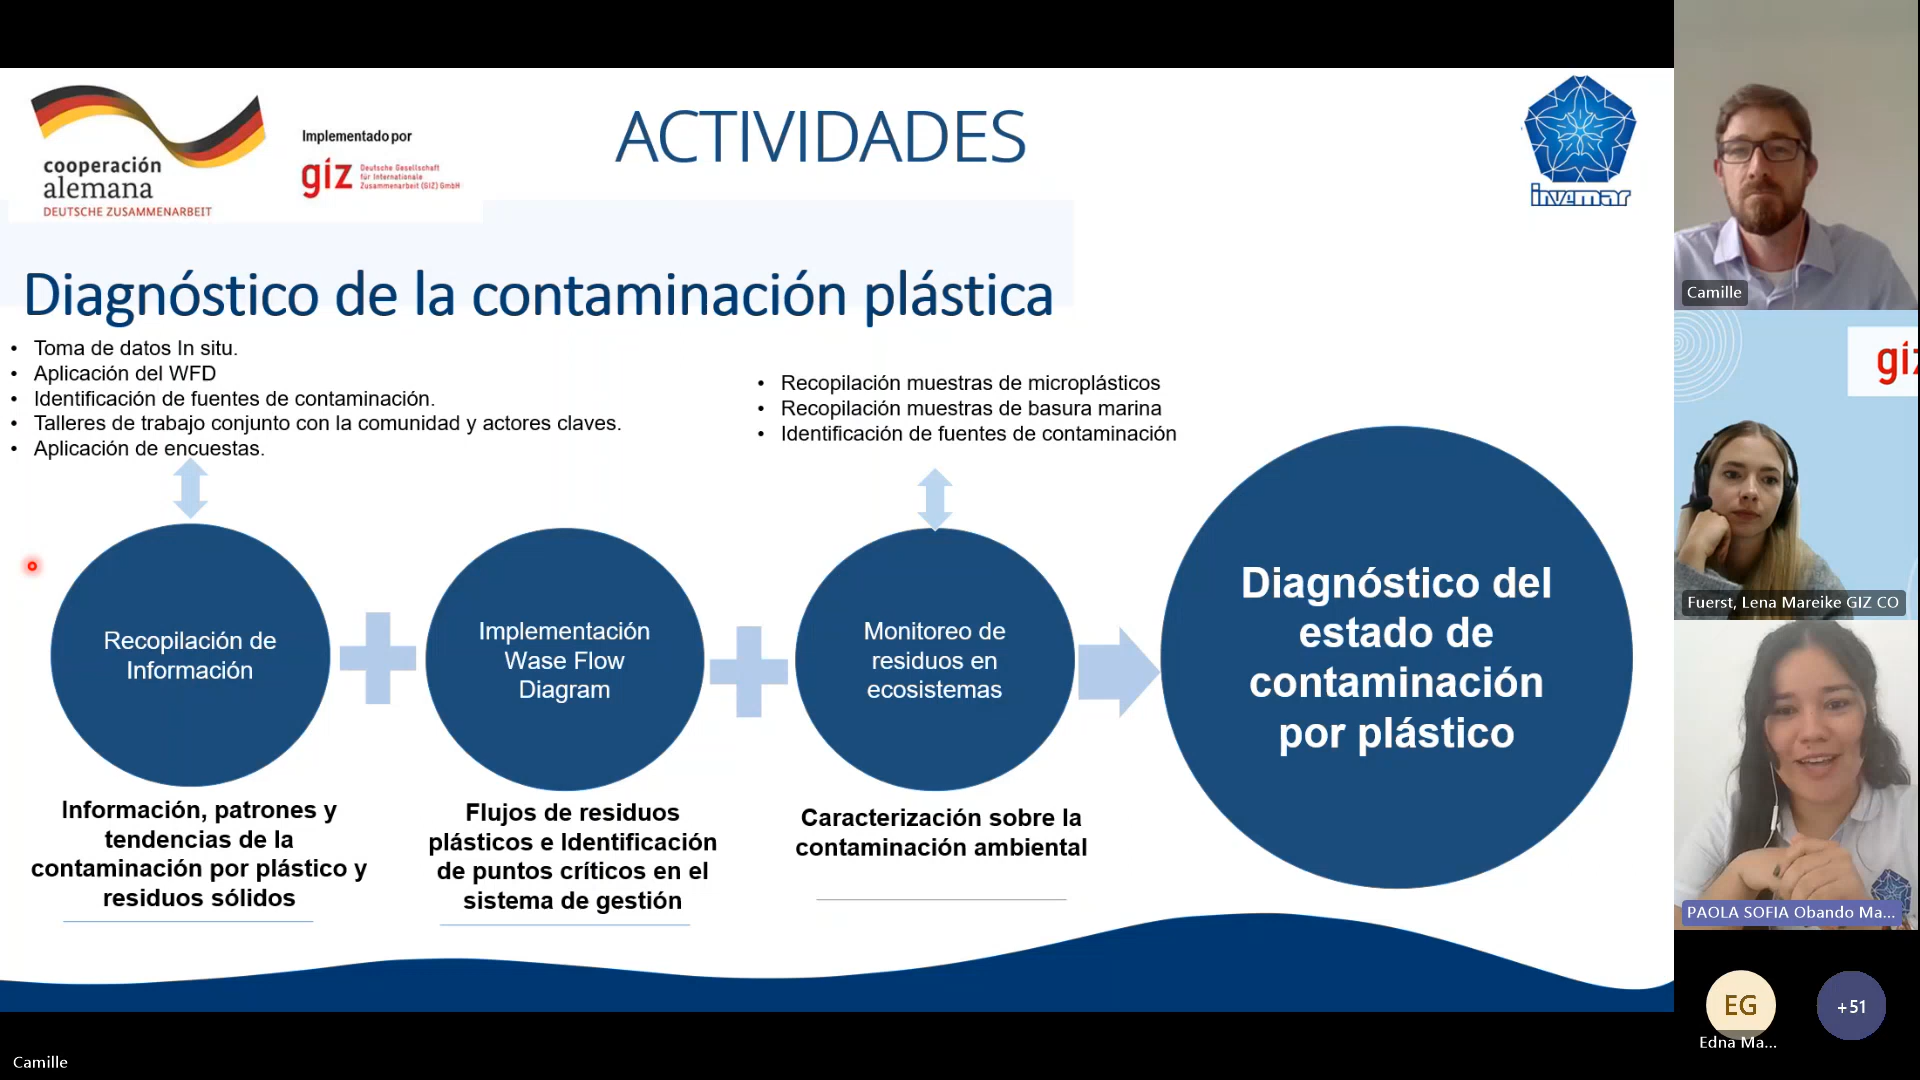 cooperación
alemana
DEUTSCHE ZUSAMMENARBEIT
Implementado por
giz Deutsche Gesellschaft
für Internationale
Zusammenarbeit (GIZ) GmbH
ACTIVIDADES
invemar
Diagnóstico de la contaminación plástica
• Toma de datos In situ.
• Aplicación del WFD
• Identificación de fuentes de contaminación.
• Talleres de trabajo conjunto con la comunidad y actores claves.
• Aplicación de encuestas.
• Recopilación muestras de microplásticos
• Recopilación muestras de basura marina
• Identificación de fuentes de contaminación
Recopilación de
Información
Implementación
Wase Flow
Diagram
Monitoreo de
residuos en
ecosistemas
Diagnóstico del
estado de
contaminación
por plástico
Información, patrones y
tendencias de la
contaminación por plástico y
residuos sólidos
Flujos de residuos
plásticos e Identificación
de puntos críticos en el
sistema de gestión
Caracterización sobre la
contaminación ambiental
Camille
giz
Fuerst, Lena Mareike GIZ CO
PAOLA SOFIA Obando Ma...
EG
Edna Ma...
+51
Camille